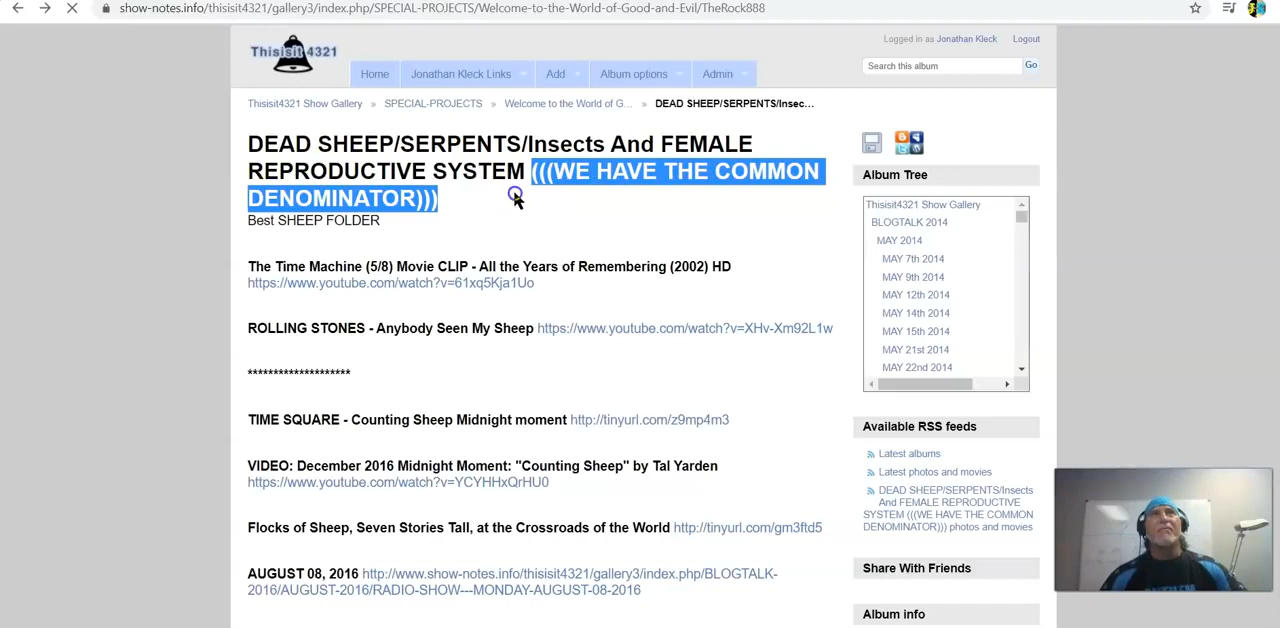 show-notes.info/thisisit4321/gallery3/index.php/SPECIAL-PROJECTS/Welcome-to-the-World-of-Good-and-Evil/TheRock888
Thisisit 4321
Logged in as Jonathan Kleck Logout
Home Jonathan Kleck Links Add Album options Admin
Search this album Go
Thisisit4321 Show Gallery » SPECIAL-PROJECTS » Welcome to the World of G... » DEAD SHEEP/SERPENTS/Insec...
DEAD SHEEP/SERPENTS/Insects And FEMALE
REPRODUCTIVE SYSTEM (((WE HAVE THE COMMON
DENOMINATOR)))
Best SHEEP FOLDER
The Time Machine (5/8) Movie CLIP - All the Years of Remembering (2002) HD
https://www.youtube.com/watch?v=61xq5Kja1Uo
ROLLING STONES - Anybody Seen My Sheep https://www.youtube.com/watch?v=XHv-Xm92L1w
********************
TIME SQUARE - Counting Sheep Midnight moment http://tinyurl.com/z9mp4m3
VIDEO: December 2016 Midnight Moment: "Counting Sheep" by Tal Yarden
https://www.youtube.com/watch?v=YCYHHxQrHU0
Flocks of Sheep, Seven Stories Tall, at the Crossroads of the World http://tinyurl.com/gm3ftd5
AUGUST 08, 2016 http://www.show-notes.info/thisisit4321/gallery3/index.php/BLOGTALK-
2016/AUGUST-2016/RADIO-SHOW---MONDAY-AUGUST-08-2016
Album Tree
Thisisit4321 Show Gallery
BLOGTALK 2014
MAY 2014
MAY 7th 2014
MAY 9th 2014
MAY 12th 2014
MAY 14th 2014
MAY 15th 2014
MAY 21st 2014
MAY 22nd 2014
Available RSS feeds
Latest albums
Latest photos and movies
DEAD SHEEP/SERPENTS/Insects
And FEMALE REPRODUCTIVE
SYSTEM (((WE HAVE THE COMMON
DENOMINATOR))) photos and movies
Share With Friends
Album info